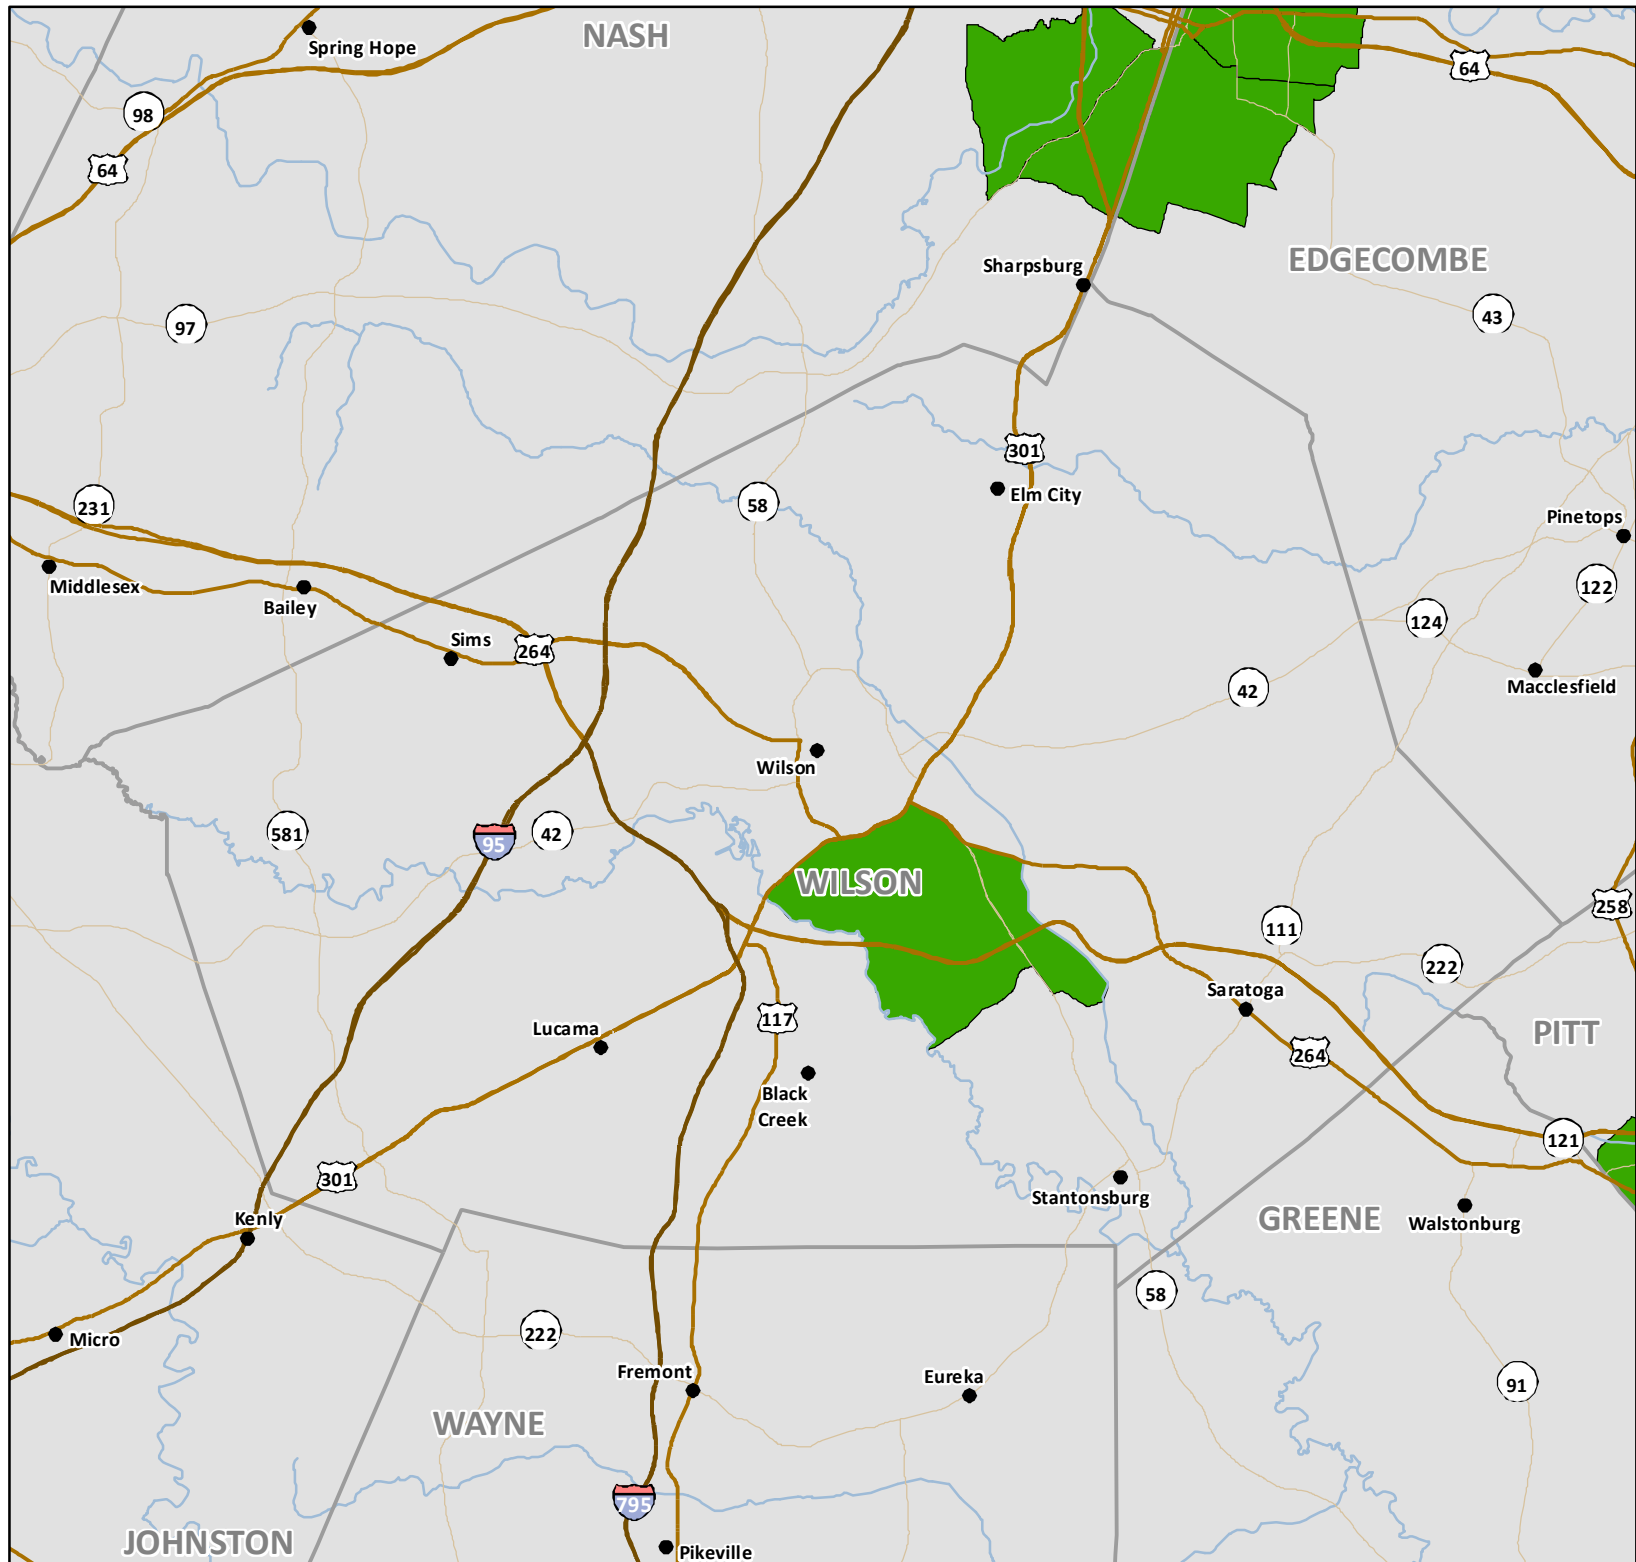 NASH
Spring Hope
64
98
64
EDGECOMBE
Sharpsburg
97
43
301
Elm City
58
231
Pinetops
Middlesex
122
Bailey
124
Sims
264
Macclesfield
42
Wilson
581
95
42
WILSON
258
111
222
Saratoga
Lucama
117
PITT
264
Black
Creek
121
301
Stantonsburg
Kenly
GREENE
Walstonburg
58
Micro
222
Fremont
Eureka
91
WAYNE
795
JOHNSTON
Pikeville